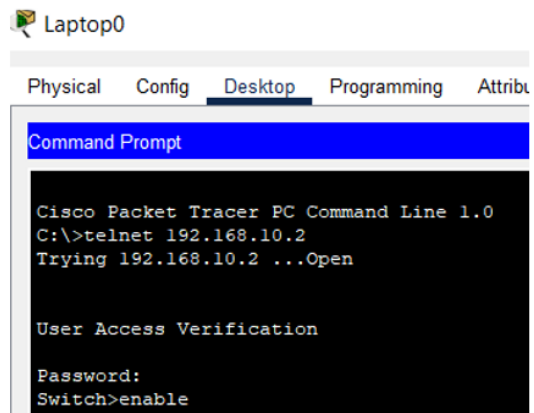 Laptop0
Physical Config Desktop Programming
Command Prompt
Cisco Packet Tracer PC Command Line 1.0
C:\>telnet 192.168.10.2
Trying 192.168.10.2 ...Open
User Access Verification
Password:
Switch>enable